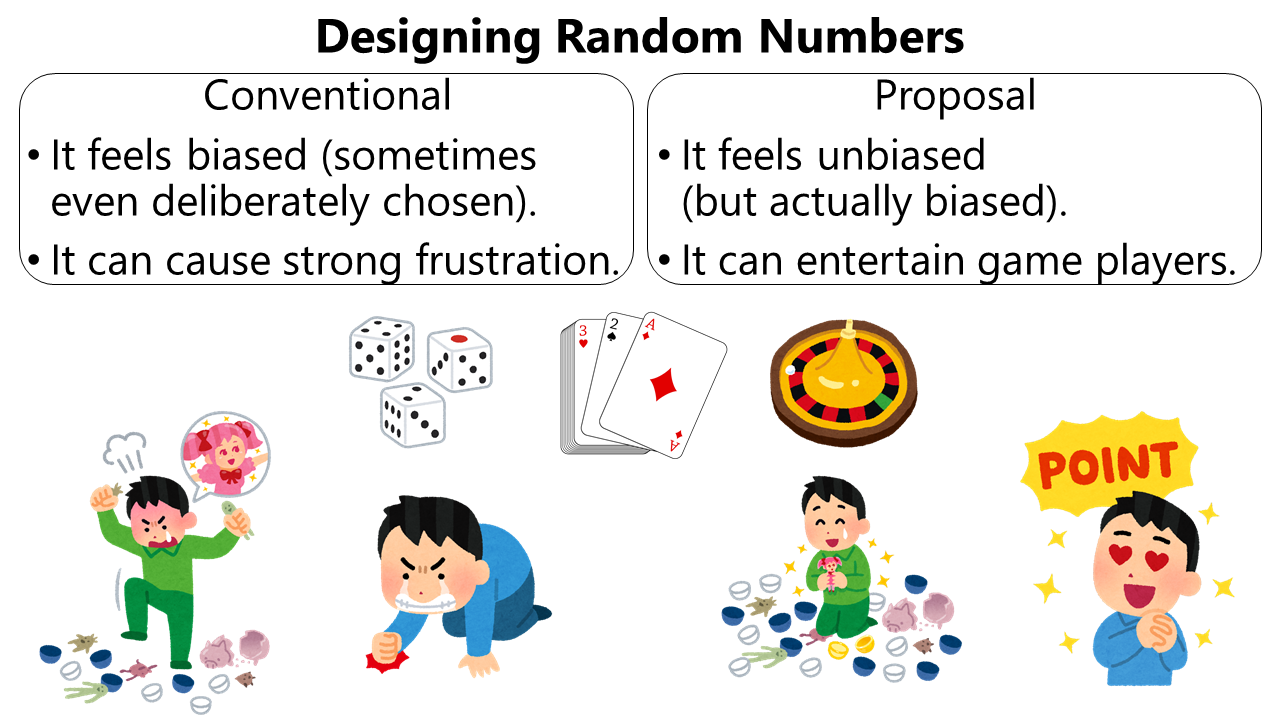 Designing Random Numbers
Conventional
• It feels biased (sometimes
even deliberately chosen).
• It can cause strong frustration.
Proposal
• It feels unbiased
(but actually biased).
• It can entertain game players.
3
2
A
A
POINT